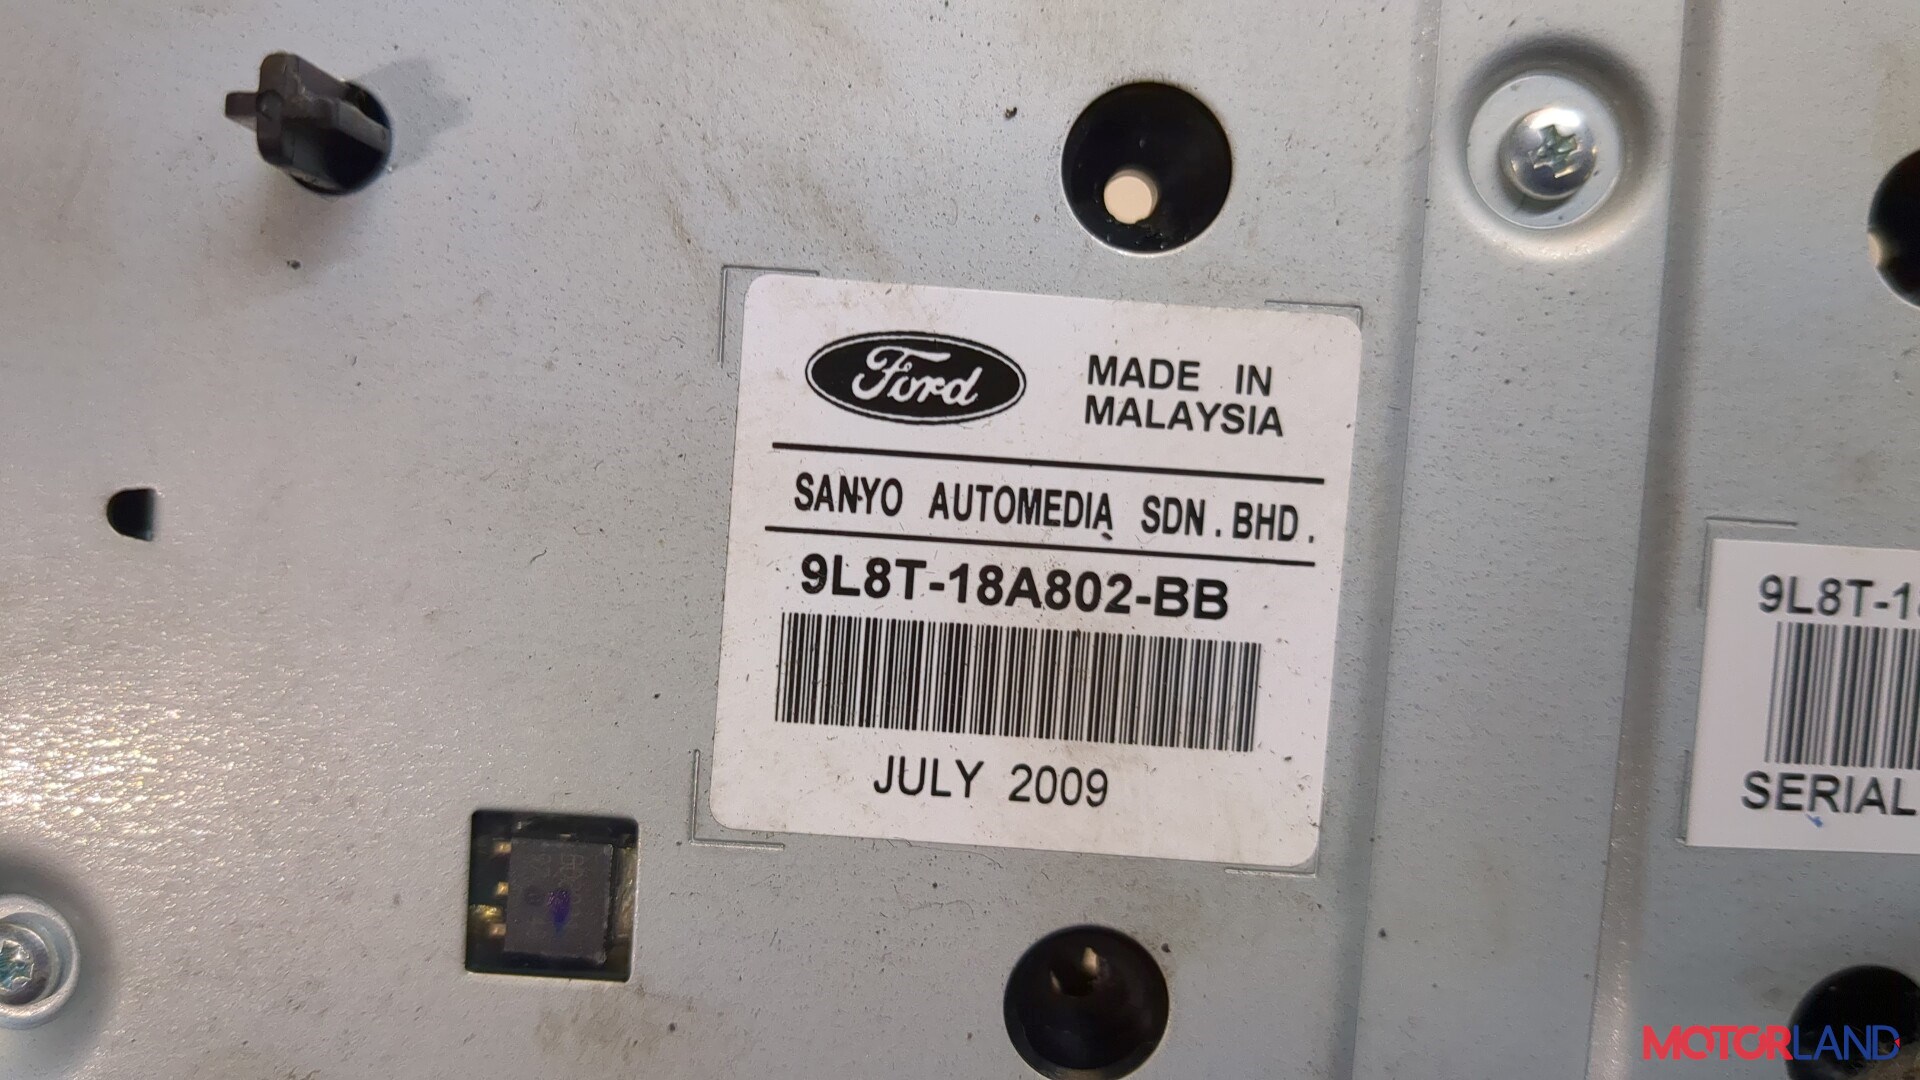 Ford
MADE IN
MALAYSIA
SANYO AUTOMEDIA SDN. BHD.
9L8T-18A802-BB
JULY 2009
9L8T-1
SERIAL
MOTORLAND